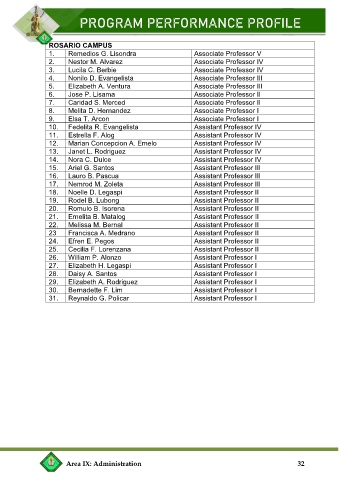 PROGRAM PERFORMANCE PROFILE
ROSARIO CAMPUS
1. Remedios G. Lisondra Associate Professor V
2. Nestor M. Alvarez Associate Professor IV
3. Lucila C. Berbie Associate Professor IV
4. Nonilo D. Evangelista Associate Professor III
5. Elizabeth A. Ventura Associate Professor III
6. Jose P. Lisama Associate Professor II
7. Caridad S. Merced Associate Professor II
8. Melita D. Hernandez Associate Professor I
9. Elsa T. Arcon Associate Professor I
10. Fedelita R. Evangelista Assistant Professor IV
11. Estrella F. Alog Assistant Professor IV
12. Marian Concepcion A. Emelo Assistant Professor IV
13. Janet L. Rodriguez Assistant Professor IV
14. Nora C. Dulce Assistant Professor IV
15. Ariel G. Santos Assistant Professor III
16. Lauro B. Pascua Assistant Professor III
17. Nemrod M. Zoleta Assistant Professor III
18. Noelle D. Legaspi Assistant Professor II
19. Rodel B. Lubong Assistant Professor II
20. Romulo B. Isorena Assistant Professor II
21. Emelita B. Matalog Assistant Professor II
22. Melissa M. Bernal Assistant Professor II
23 Francisca A. Medrano Assistant Professor II
24. Efren E. Pegos Assistant Professor II
25. Cecilia F. Lorenzana Assistant Professor II
26. William P. Alonzo Assistant Professor I
27. Elizabeth H. Legaspi Assistant Professor I
28. Daisy A. Santos Assistant Professor I
29. Elizabeth A. Rodriguez Assistant Professor I
30. Bernadette F. Lim Assistant Professor I
31. Reynaldo G. Policar Assistant Professor I
Area IX: Administration 32